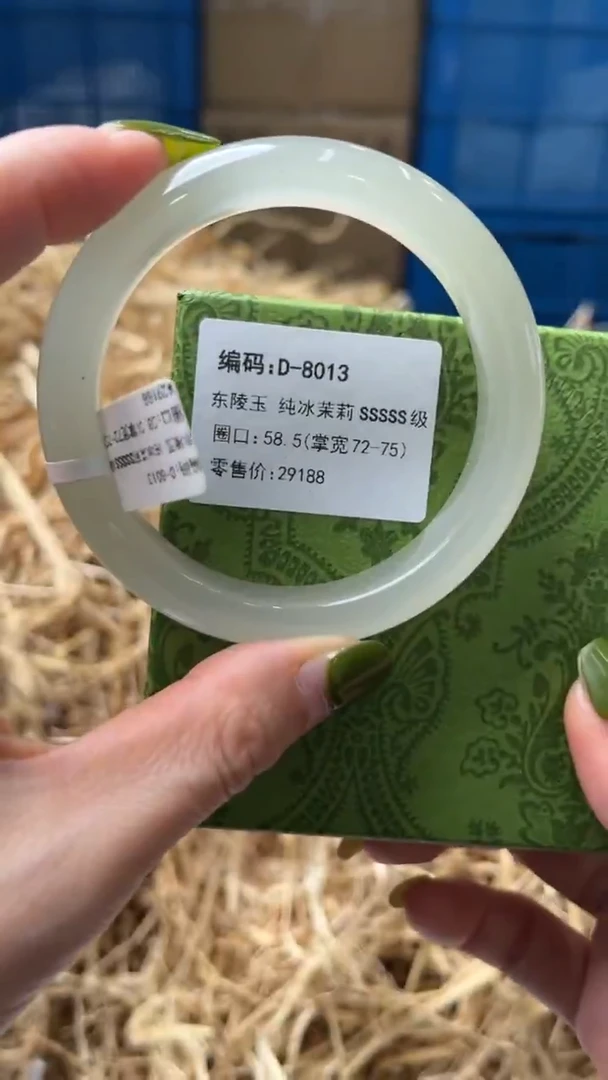 编码:D-8013
东陵玉 纯冰茉莉SSSSS级
圈口:58.5(掌宽72-75)
零售价:29188